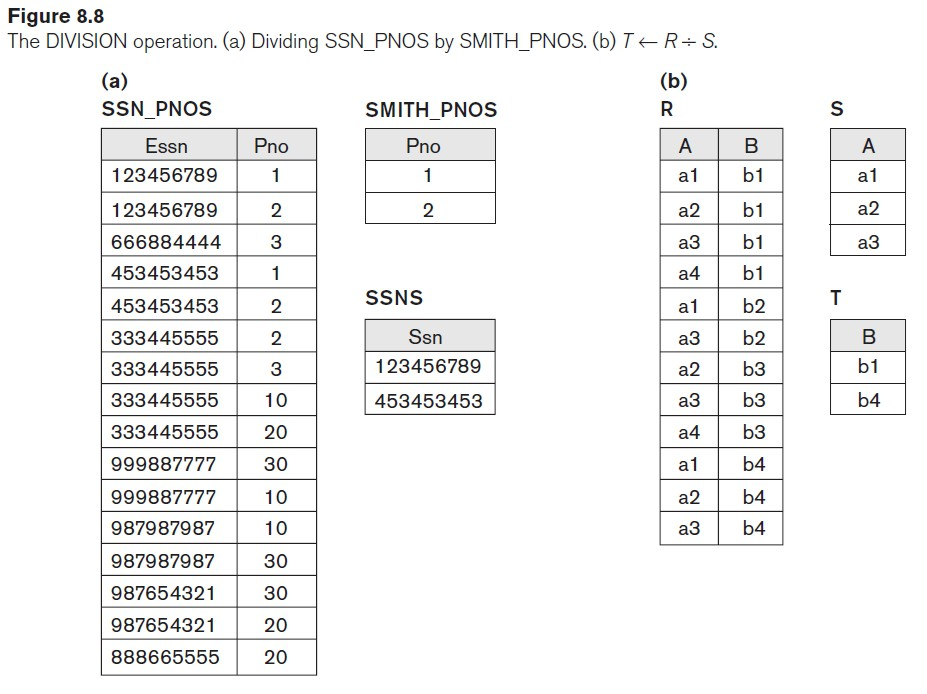 Figure 8.8
The DIVISION operation. (a) Dividing SSN_PNOS by SMITH_PNOS. (b) T ← R ÷ S.
(a)
SSN_PNOS
Essn Pno
123456789 1
123456789 2
666884444 3
453453453 1
453453453 2
333445555 2
333445555 3
333445555 10
333445555 20
999887777 30
999887777 10
987987987 10
987987987 30
987654321 30
987654321 20
888665555 20
SMITH_PNOS
Pno
1
2
SSNS
Ssn
123456789
453453453
(b)
R
A B
a1 b1
a2 b1
a3 b1
a4 b1
a1 b2
a3 b2
a2 b3
a3 b3
a4 b3
a1 b4
a2 b4
a3 b4
S
A
a1
a2
a3
T
B
b1
b4